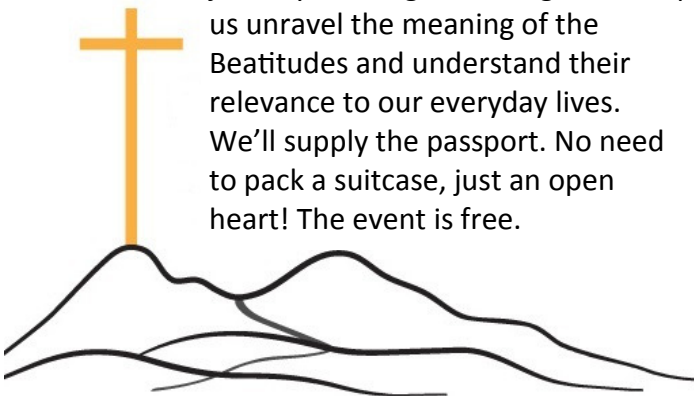 us unravel the meaning of the
Beatitudes and understand their
relevance to our everyday lives.
We’ll supply the passport. No need
to pack a suitcase, just an open
heart! The event is free.